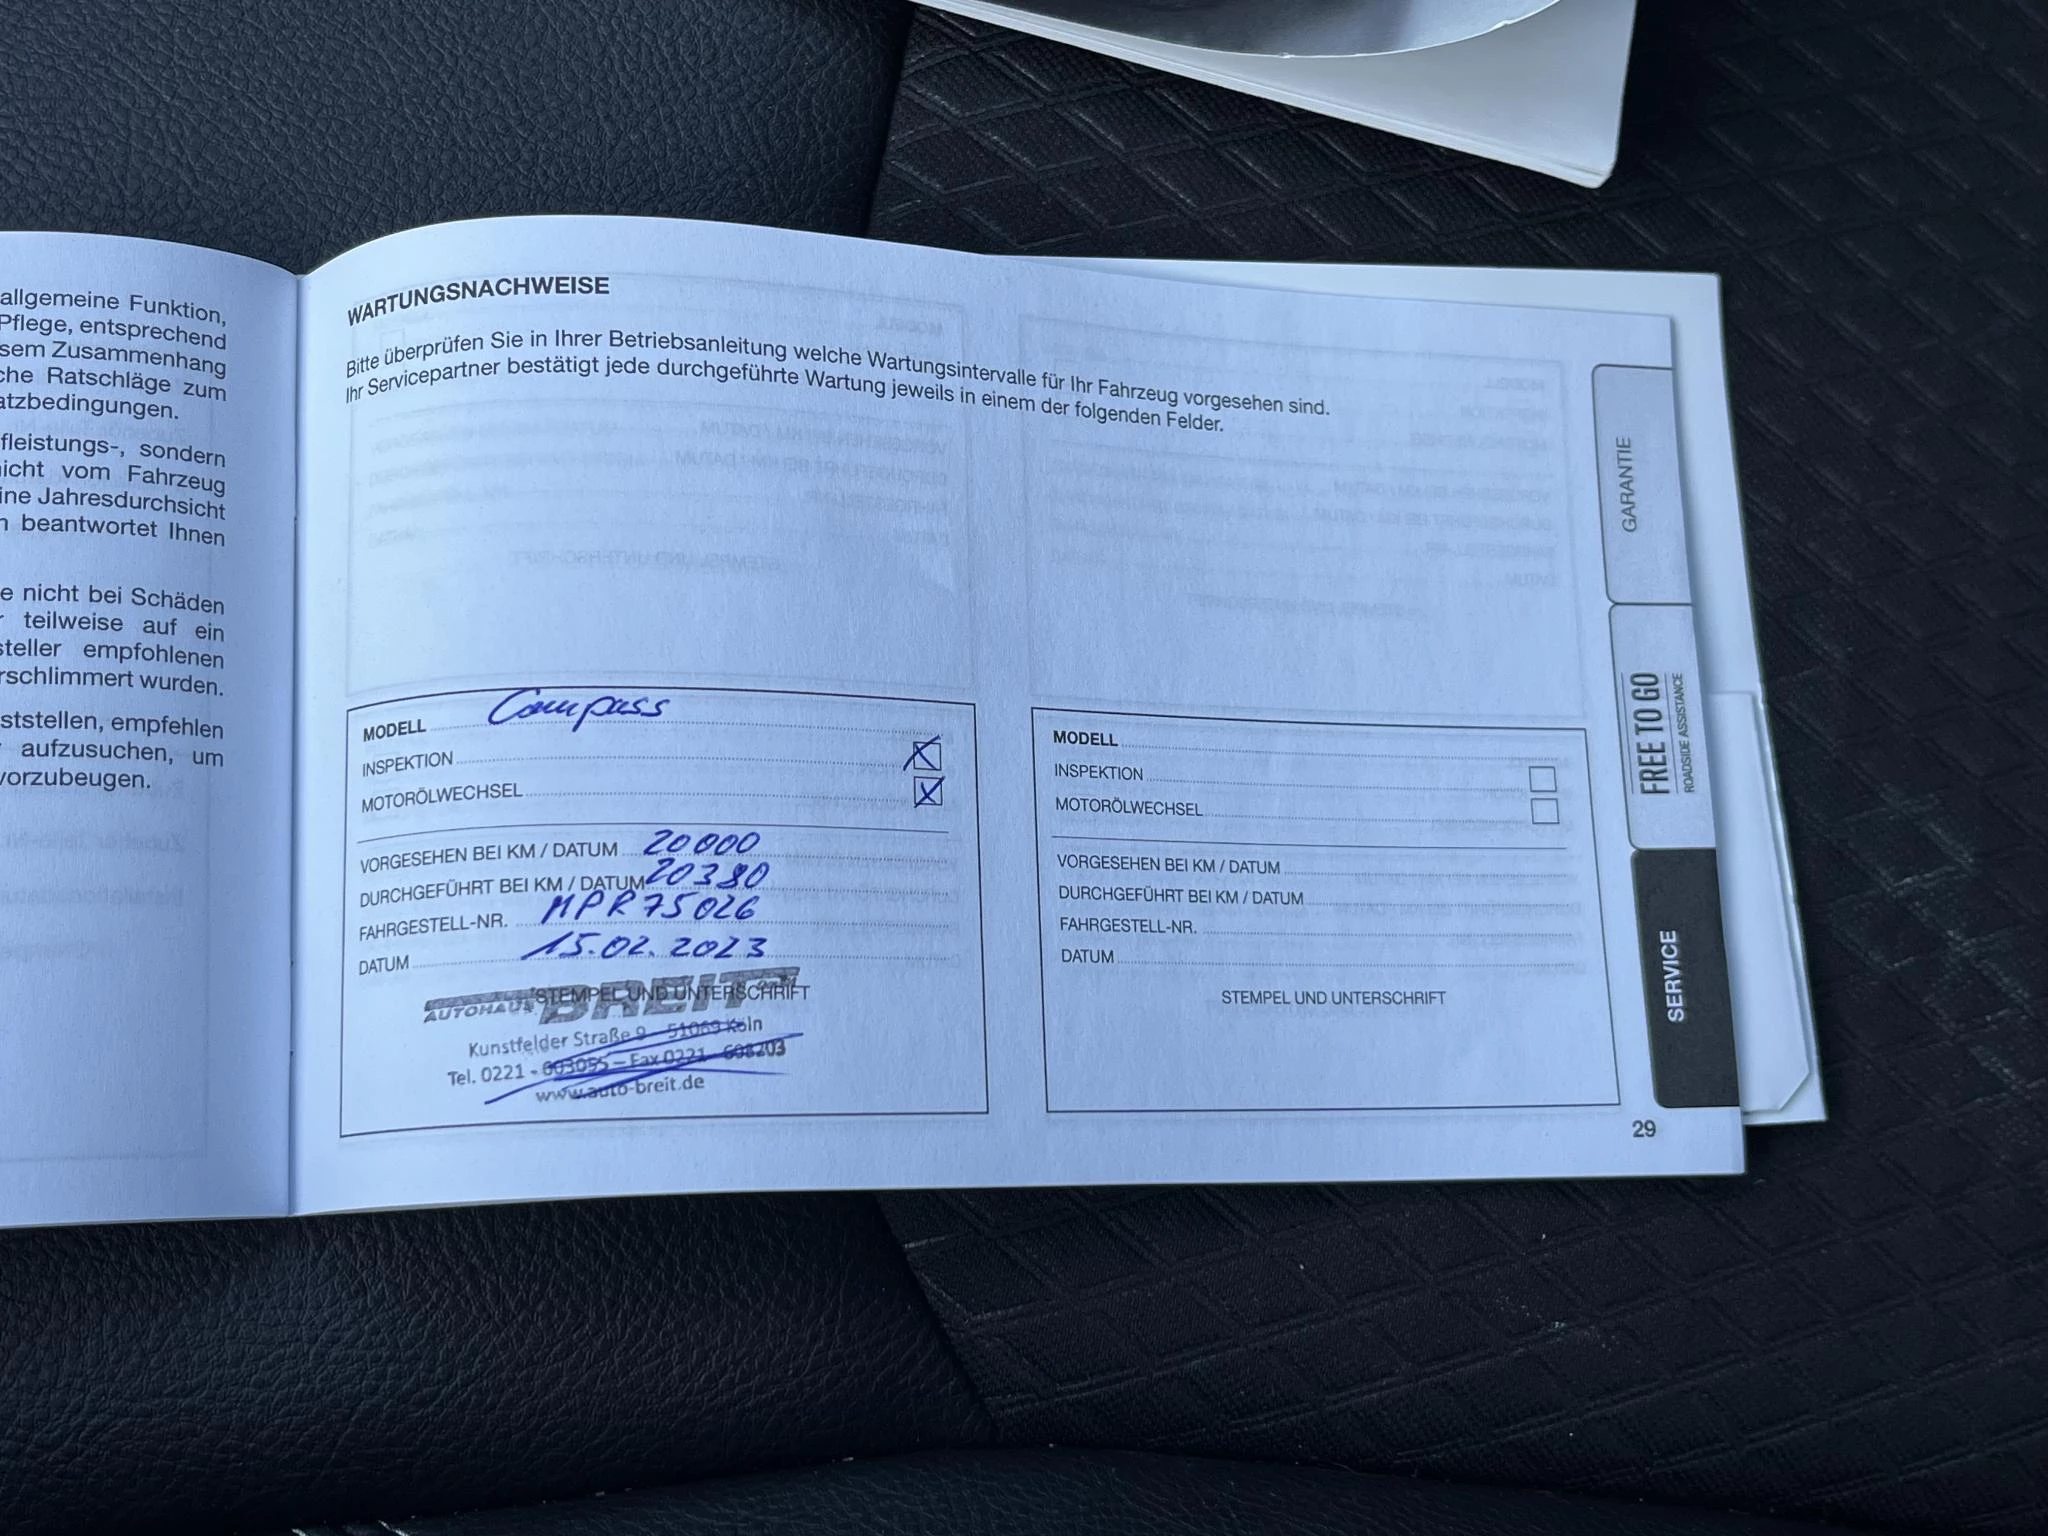 allgemeine Funktion,
Pflege, entsprechend
sem Zusammenhang
che Ratschläge zum
atzbedingungen.
fleistungs-, sondern
nicht vom Fahrzeug
ine Jahresdurchsicht
n beantwortet Ihnen
e nicht bei Schäden
r teilweise auf ein
steller empfohlenen
rschlimmert wurden.
ststellen, empfehlen
aufzusuchen, um
vorzubeugen.
WARTUNGSNACHWEISE
Bitte überprüfen Sie in Ihrer Betriebsanleitung welche Wartungsintervalle für Ihr Fahrzeug vorgesehen sind.
Ihr Servicepartner bestätigt jede durchgeführte Wartung jeweils in einem der folgenden Felder.
MODELL Compass
INSPEKTION X
MOTORÖLWECHSEL X
VORGESEHEN BEI KM / DATUM 20000
DURCHGEFÜHRT BEI KM / DATUM 20380
FAHRGESTELL-NR. MPR75026
DATUM 15.02.2023
STEMPEL UND UNTERSCHRIFT
AUTOHAUS BREIT
Kunstfelder Straße 9 - 51069 Köln
Tel. 0221 - 603055 – Fax 0221 - 608203
www.auto-breit.de
MODELL
INSPEKTION
MOTORÖLWECHSEL
VORGESEHEN BEI KM / DATUM
DURCHGEFÜHRT BEI KM / DATUM
FAHRGESTELL-NR.
DATUM
STEMPEL UND UNTERSCHRIFT
GARANTIE
FREE TO GO
ROADSIDE ASSISTANCE
SERVICE
29